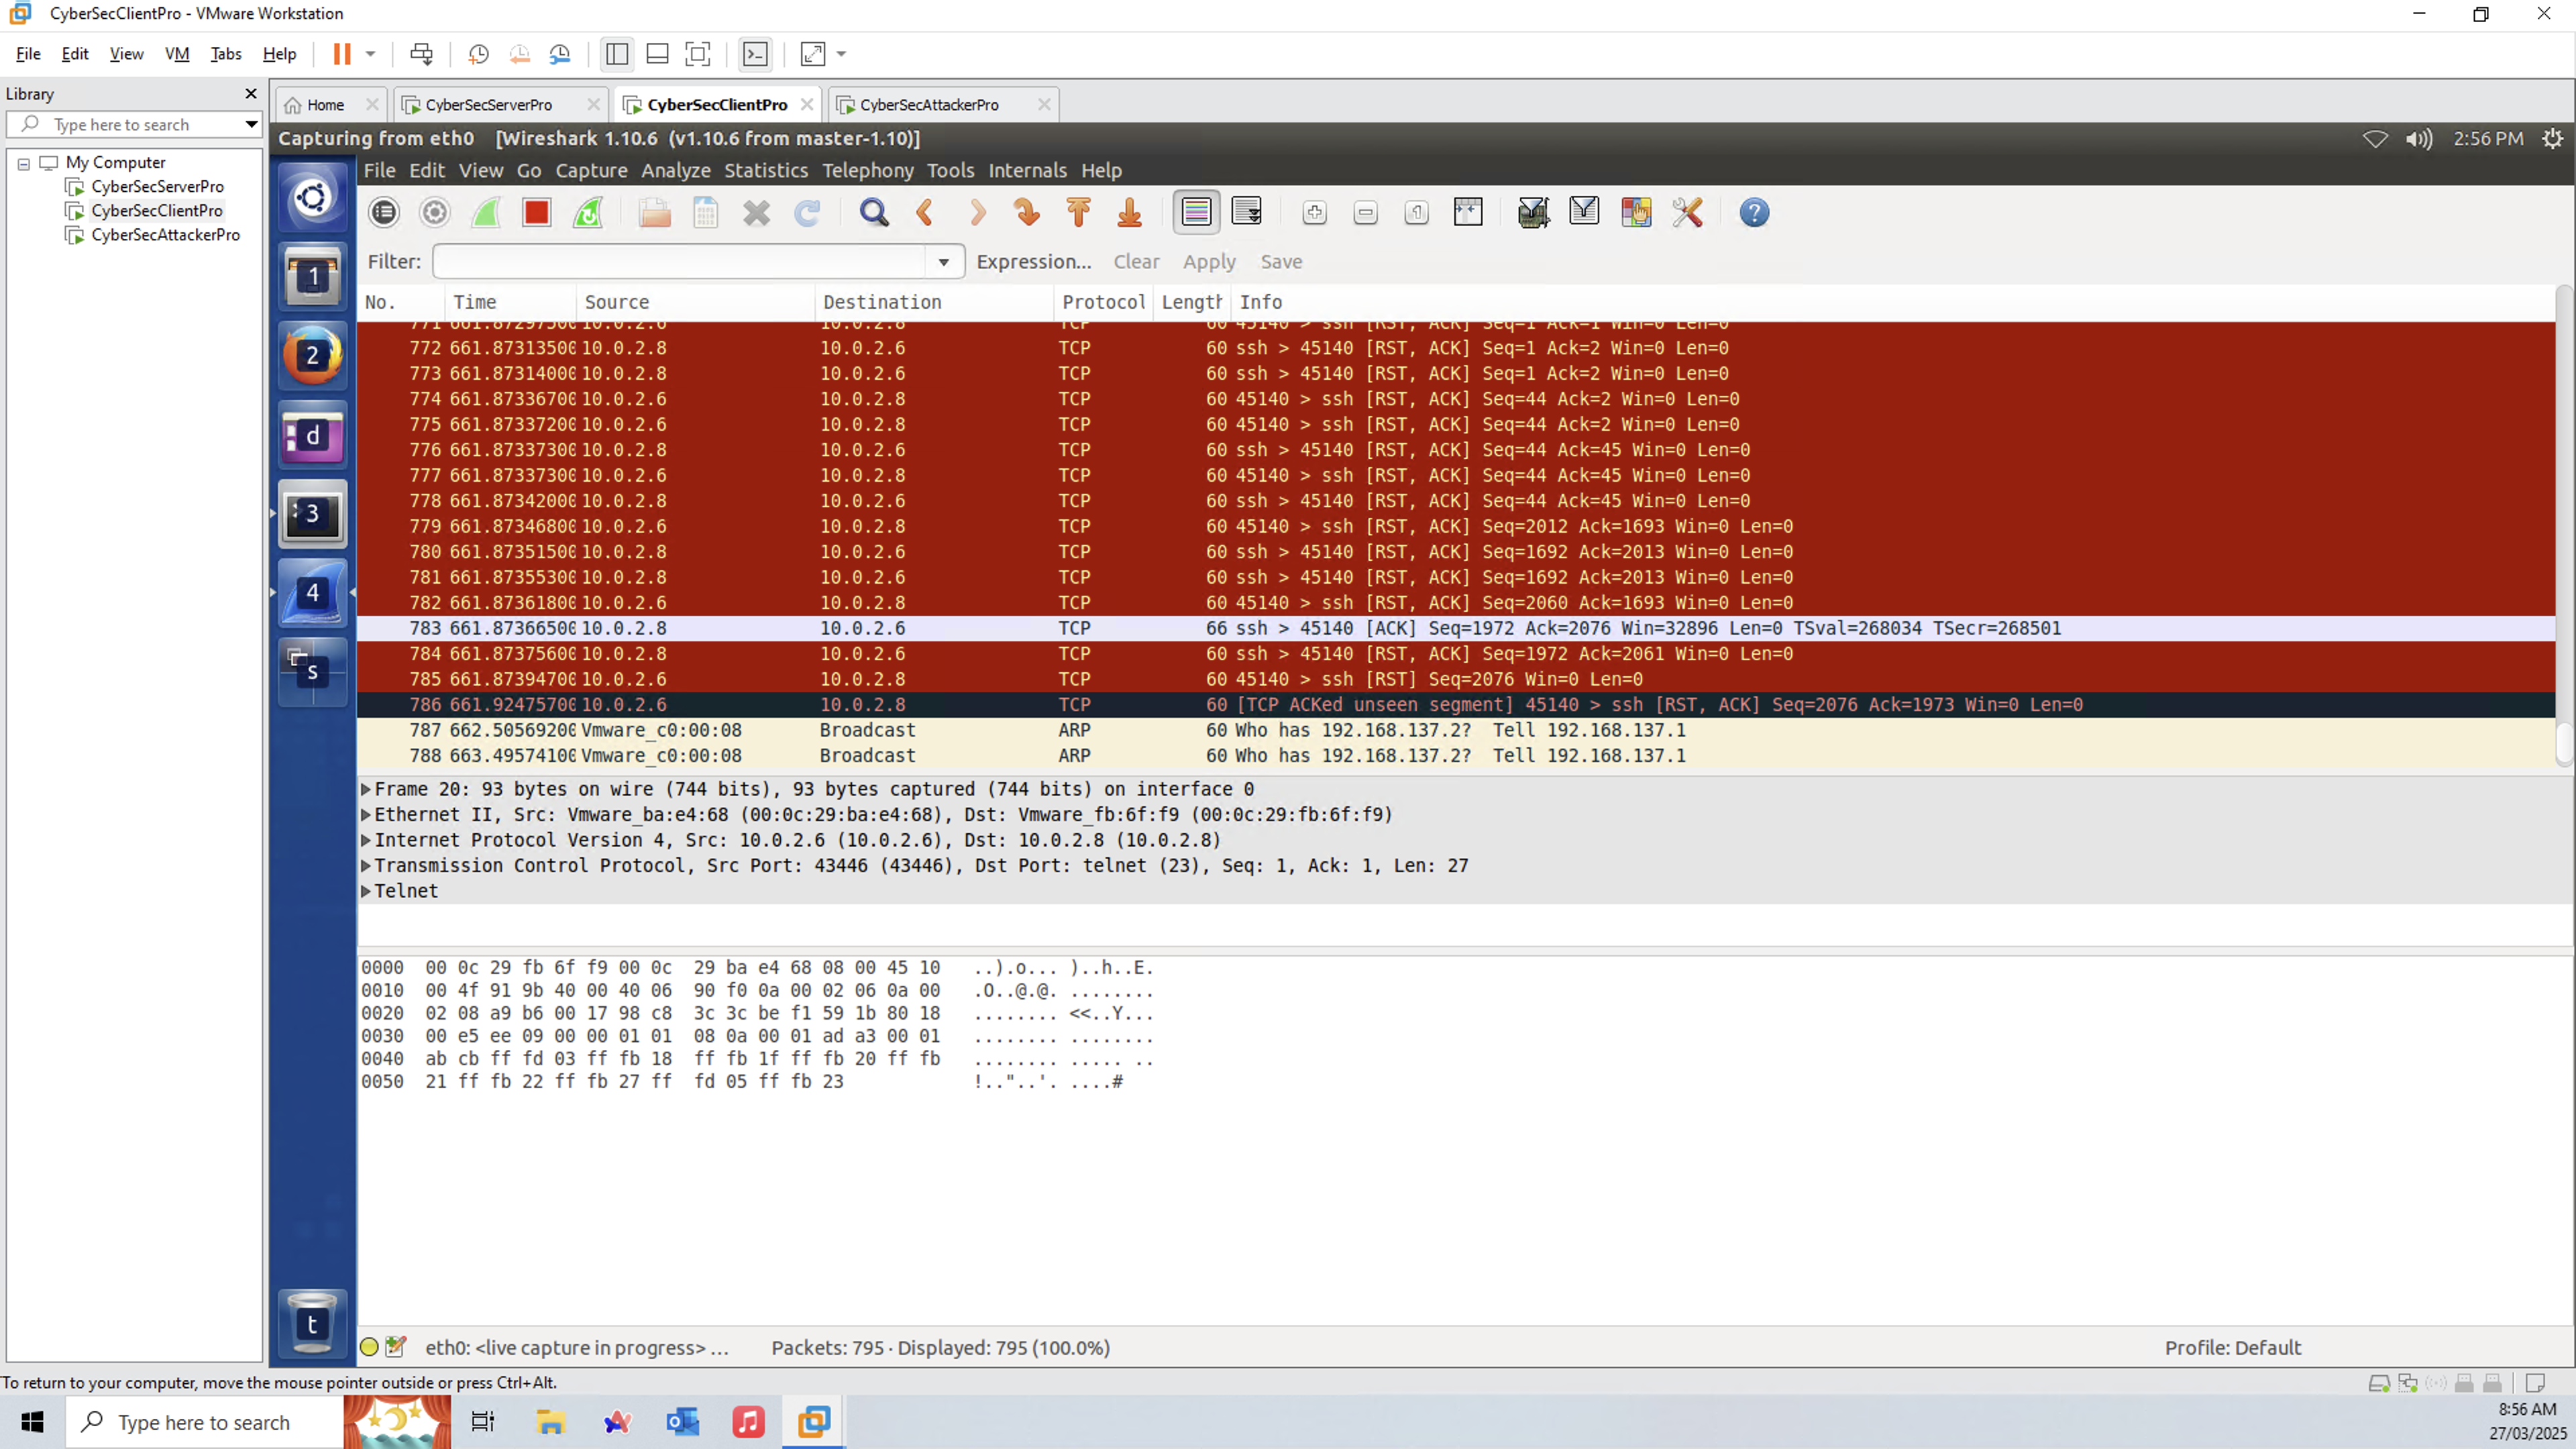 CyberSecClientPro - VMware Workstation
File Edit View VM Tabs Help
Library
Type here to search
My Computer
CyberSecServerPro
CyberSecClientPro
CyberSecAttackerPro
Home CyberSecServerPro CyberSecClientPro CyberSecAttackerPro
Capturing from eth0 [Wireshark 1.10.6 (v1.10.6 from master-1.10)] 2:56 PM
File Edit View Go Capture Analyze Statistics Telephony Tools Internals Help
Filter: Expression... Clear Apply Save
No. Time Source Destination Protocol Length Info
771 661.87297500 10.0.2.6 10.0.2.8 TCP 60 45140 > ssh [RST, ACK] Seq=1 Ack=1 Win=0 Len=0
772 661.87313500 10.0.2.8 10.0.2.6 TCP 60 ssh > 45140 [RST, ACK] Seq=1 Ack=2 Win=0 Len=0
773 661.87314000 10.0.2.8 10.0.2.6 TCP 60 ssh > 45140 [RST, ACK] Seq=1 Ack=2 Win=0 Len=0
774 661.87336700 10.0.2.6 10.0.2.8 TCP 60 45140 > ssh [RST, ACK] Seq=44 Ack=2 Win=0 Len=0
775 661.87337200 10.0.2.6 10.0.2.8 TCP 60 45140 > ssh [RST, ACK] Seq=44 Ack=2 Win=0 Len=0
776 661.87337300 10.0.2.8 10.0.2.6 TCP 60 ssh > 45140 [RST, ACK] Seq=44 Ack=45 Win=0 Len=0
777 661.87337300 10.0.2.6 10.0.2.8 TCP 60 45140 > ssh [RST, ACK] Seq=44 Ack=45 Win=0 Len=0
778 661.87342000 10.0.2.8 10.0.2.6 TCP 60 ssh > 45140 [RST, ACK] Seq=44 Ack=45 Win=0 Len=0
779 661.87346800 10.0.2.6 10.0.2.8 TCP 60 45140 > ssh [RST, ACK] Seq=2012 Ack=1693 Win=0 Len=0
780 661.87351500 10.0.2.8 10.0.2.6 TCP 60 ssh > 45140 [RST, ACK] Seq=1692 Ack=2013 Win=0 Len=0
781 661.87355300 10.0.2.8 10.0.2.6 TCP 60 ssh > 45140 [RST, ACK] Seq=1692 Ack=2013 Win=0 Len=0
782 661.87361800 10.0.2.6 10.0.2.8 TCP 60 45140 > ssh [RST, ACK] Seq=2060 Ack=1693 Win=0 Len=0
783 661.87366500 10.0.2.8 10.0.2.6 TCP 66 ssh > 45140 [ACK] Seq=1972 Ack=2076 Win=32896 Len=0 TSval=268034 TSecr=268501
784 661.87375600 10.0.2.8 10.0.2.6 TCP 60 ssh > 45140 [RST, ACK] Seq=1972 Ack=2061 Win=0 Len=0
785 661.87394700 10.0.2.6 10.0.2.8 TCP 60 45140 > ssh [RST] Seq=2076 Win=0 Len=0
786 661.92475700 10.0.2.6 10.0.2.8 TCP 60 [TCP ACKed unseen segment] 45140 > ssh [RST, ACK] Seq=2076 Ack=1973 Win=0 Len=0
787 662.50569200 Vmware_c0:00:08 Broadcast ARP 60 Who has 192.168.137.2? Tell 192.168.137.1
788 663.49574100 Vmware_c0:00:08 Broadcast ARP 60 Who has 192.168.137.2? Tell 192.168.137.1
Frame 20: 93 bytes on wire (744 bits), 93 bytes captured (744 bits) on interface 0
Ethernet II, Src: Vmware_ba:e4:68 (00:0c:29:ba:e4:68), Dst: Vmware_fb:6f:f9 (00:0c:29:fb:6f:f9)
Internet Protocol Version 4, Src: 10.0.2.6 (10.0.2.6), Dst: 10.0.2.8 (10.0.2.8)
Transmission Control Protocol, Src Port: 43446 (43446), Dst Port: telnet (23), Seq: 1, Ack: 1, Len: 27
Telnet
0000 00 0c 29 fb 6f f9 00 0c 29 ba e4 68 08 00 45 10 ..).o... )..h..E.
0010 00 4f 91 9b 40 00 40 06 90 f0 0a 00 02 06 0a 00 .O..@.@. ........
0020 02 08 a9 b6 00 17 98 c8 3c 3c be f1 59 1b 80 18 ........ <<..Y...
0030 00 e5 ee 09 00 00 01 01 08 0a 00 01 ad a3 00 01 ........ ........
0040 ab cb ff fd 03 ff fb 18 ff fb 1f ff fb 20 ff fb ........ ..... ..
0050 21 ff fb 22 ff fb 27 ff fd 05 ff fb 23 !.."..'. ....#
1
2
d
3
4
s
t
eth0: <live capture in progress> ... Packets: 795 · Displayed: 795 (100.0%) Profile: Default
To return to your computer, move the mouse pointer outside or press Ctrl+Alt.
Type here to search
8:56 AM
27/03/2025